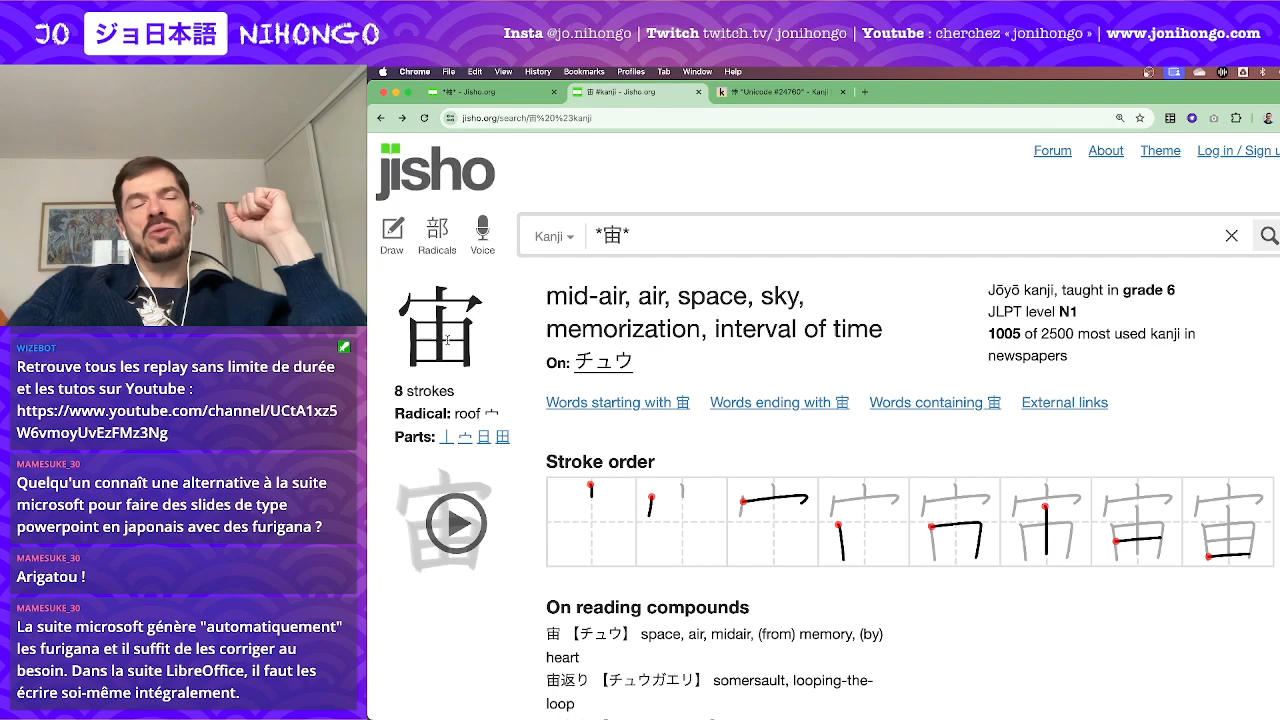 JO ジョ日本語 NIHONGO
Insta @jo.nihongo | Twitch twitch.tv/ jonihongo | Youtube : cherchez « jonihongo » | www.jonihongo.com
Chrome File Edit View History Bookmarks Profiles Tab Window Help
宙 #kanji - Jisho.org
jisho.org/search/宙%20%23kanji
jisho
Forum About Theme Log in / Sign u
Draw
部 Radicals
Voice
Kanji *宙*
宙
mid-air, air, space, sky,
memorization, interval of time
On: チュウ
Jōyō kanji, taught in grade 6
JLPT level N1
1005 of 2500 most used kanji in
newspapers
8 strokes
Radical: roof 宀
Parts: ｜ 宀 日 田
Words starting with 宙 Words ending with 宙 Words containing 宙 External links
Stroke order
宙
On reading compounds
宙 【チュウ】 space, air, midair, (from) memory, (by)
heart
宙返り 【チュウガエリ】 somersault, looping-the-
loop
WIZEBOT
Retrouve tous les replay sans limite de durée
et les tutos sur Youtube :
https://www.youtube.com/channel/UCtA1xz5
W6vmoyUvEzFMz3Ng
MAMESUKE_30
Quelqu'un connaît une alternative à la suite
microsoft pour faire des slides de type
powerpoint en japonais avec des furigana ?
MAMESUKE_30
Arigatou !
MAMESUKE_30
La suite microsoft génère "automatiquement"
les furigana et il suffit de les corriger au
besoin. Dans la suite LibreOffice, il faut les
écrire soi-même intégralement.